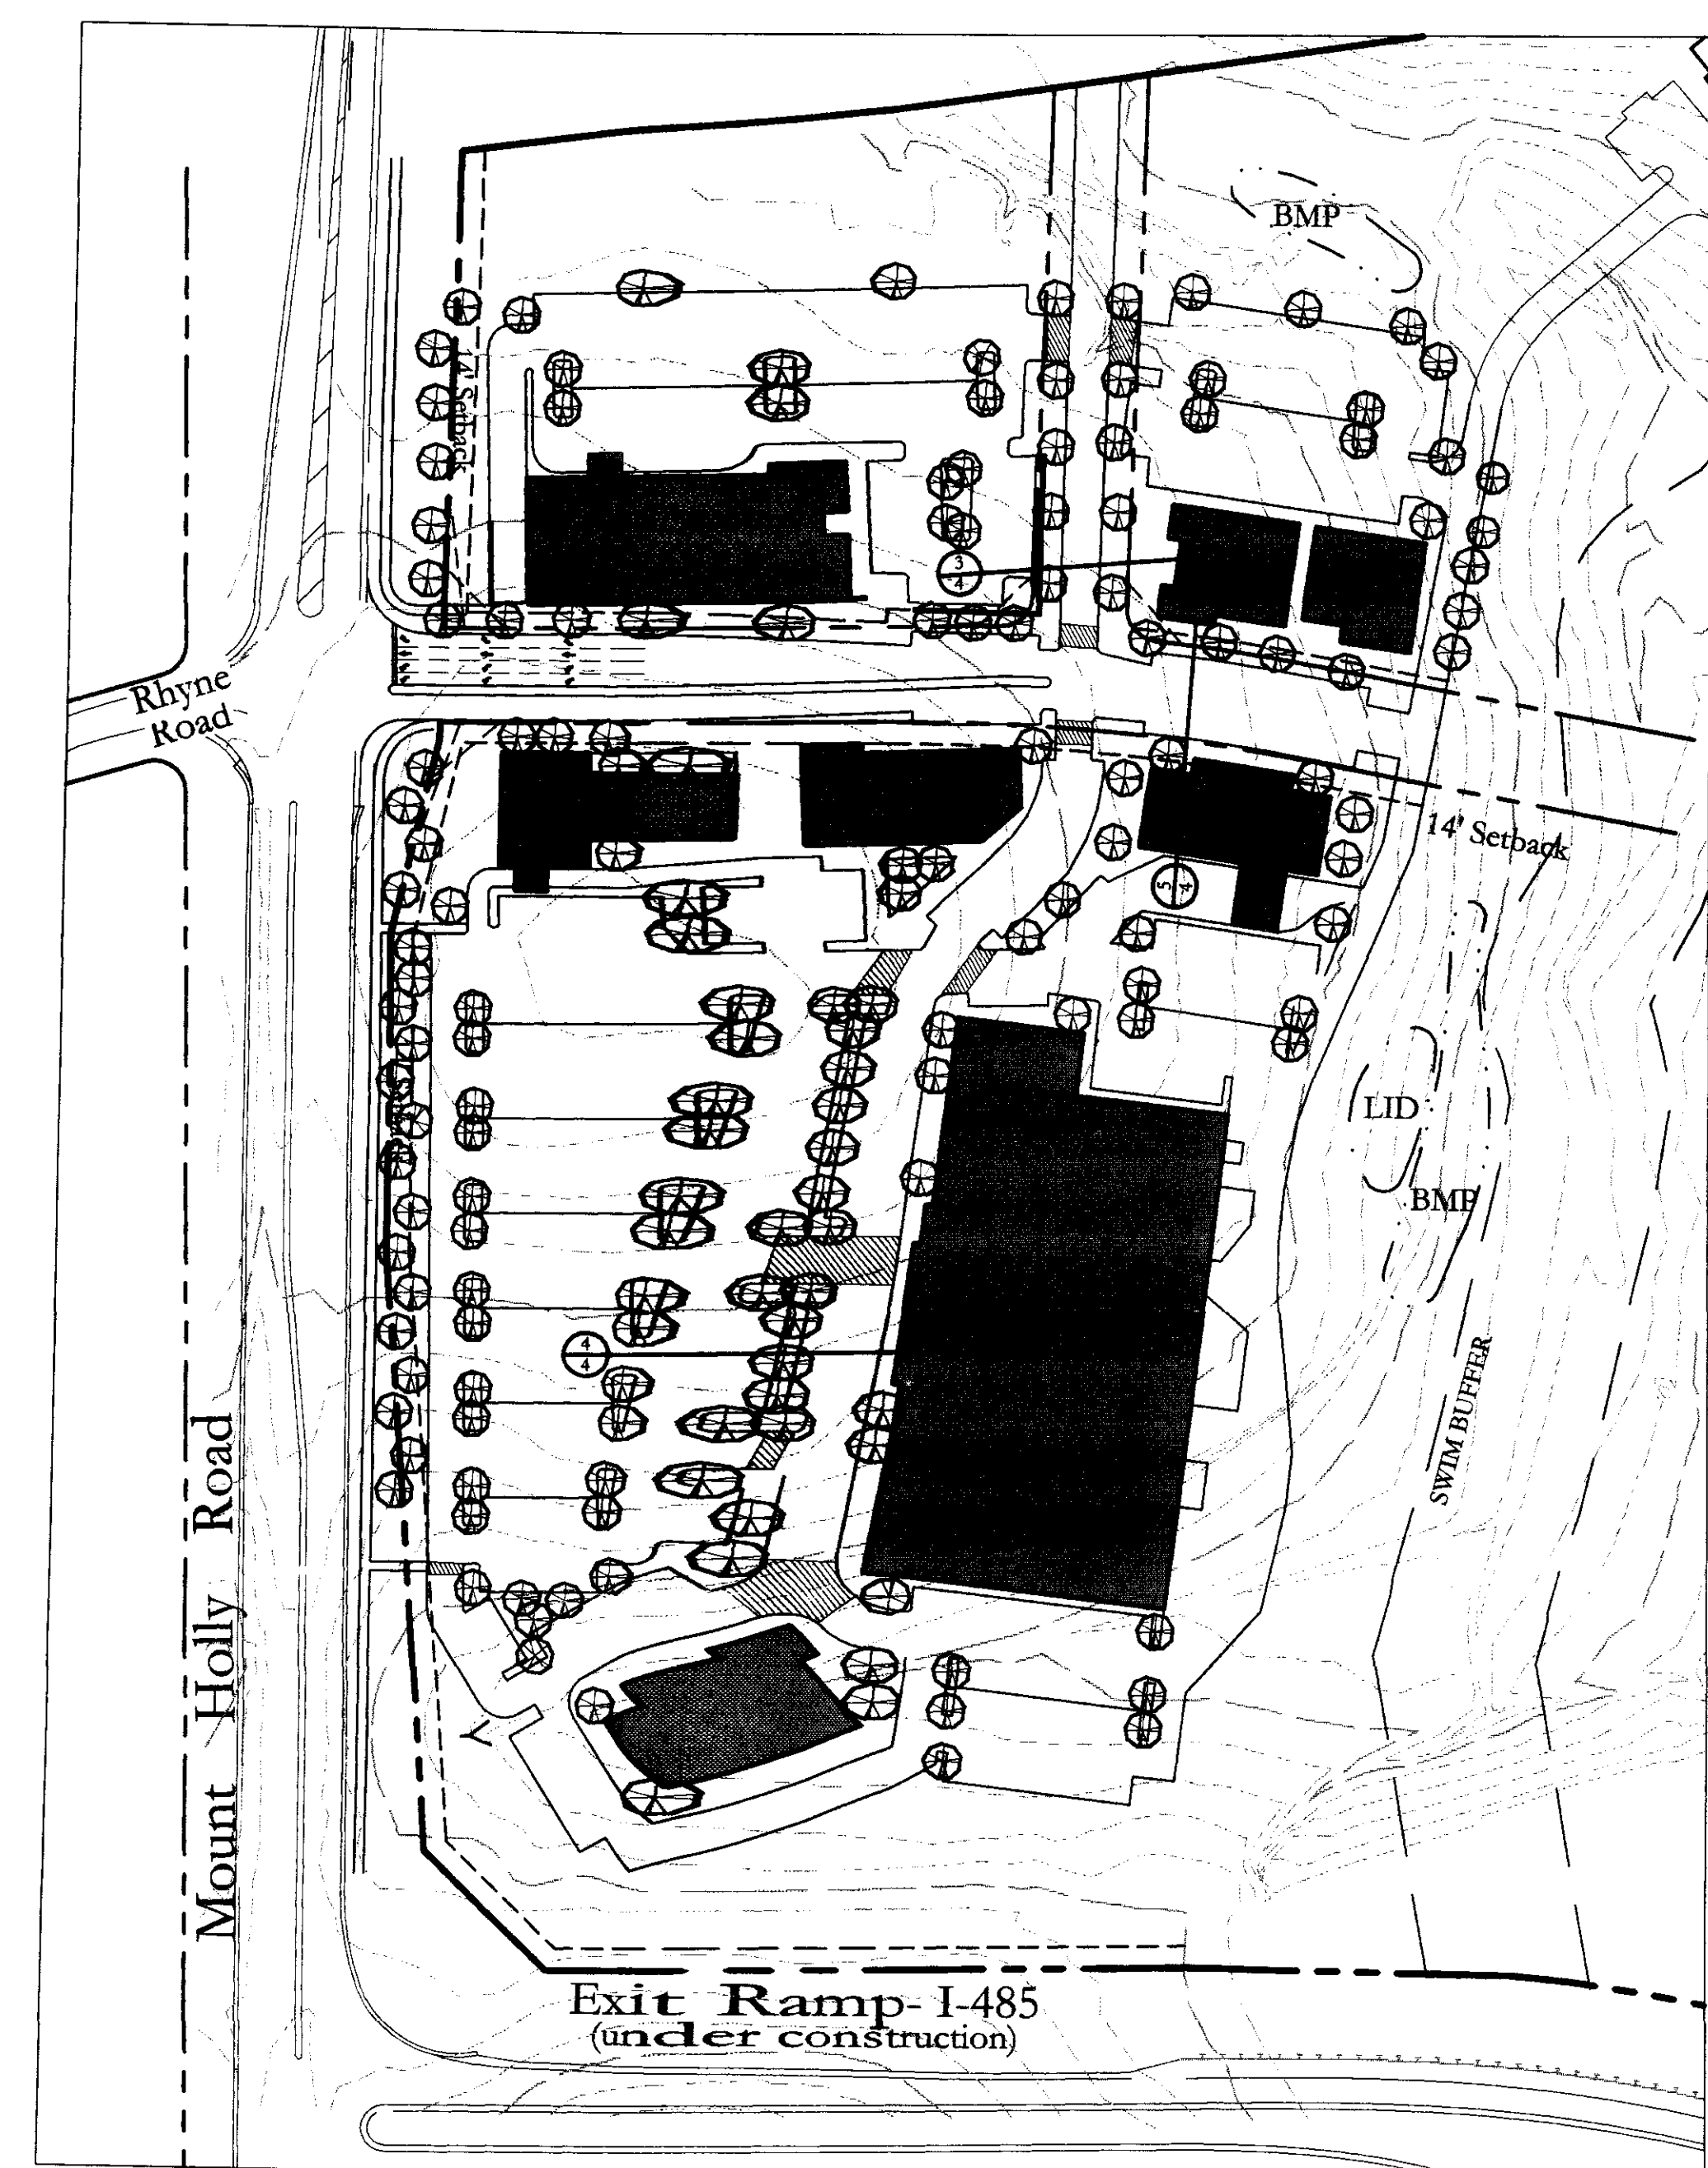 BMP
14' Setback
3
4
Rhyne
Road
14' Setback
5
4
LID
BMP
4
4
SWIM BUFFER
Mount Holly Road
Exit Ramp- I-485
(under construction)